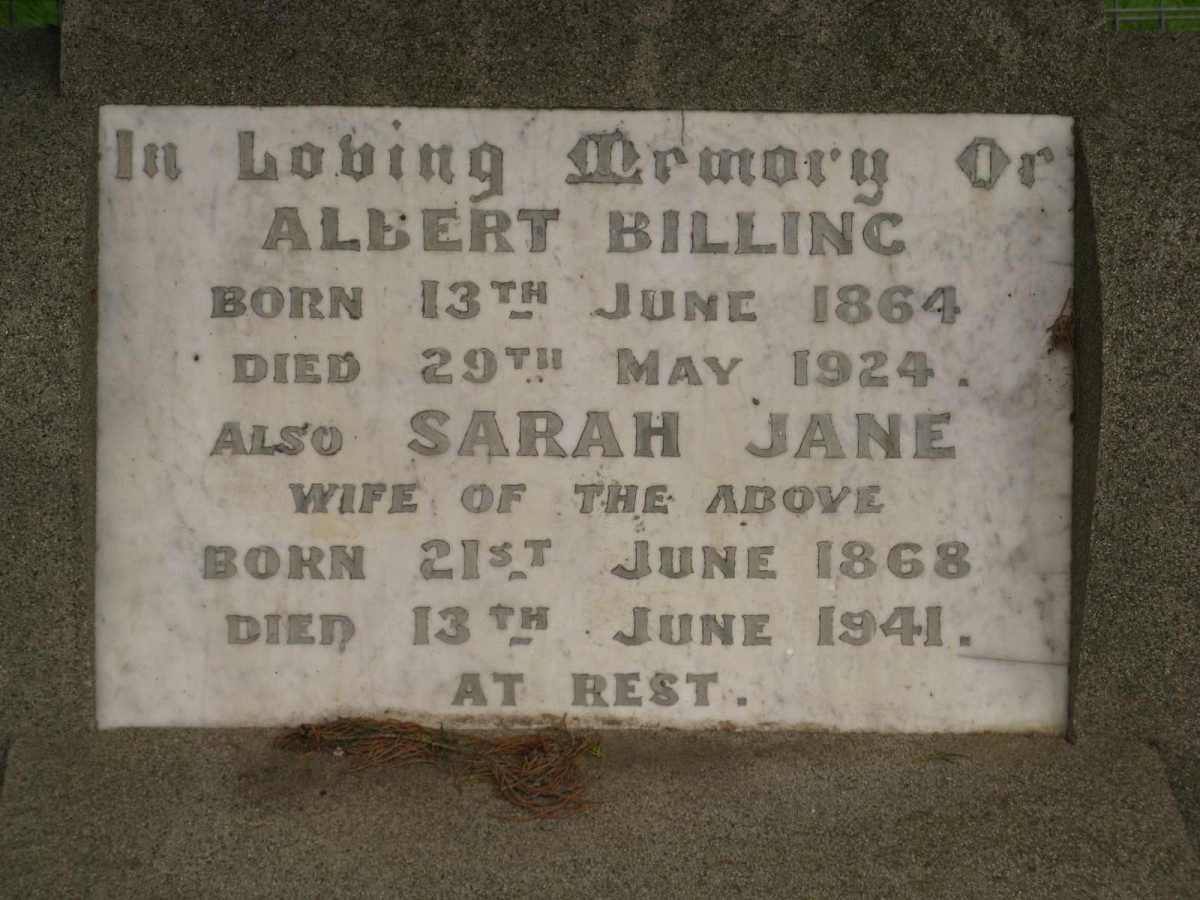 In Loving Memory Of
ALBERT BILLING
BORN 13TH JUNE 1864
DIED 29TH MAY 1924.
ALSO SARAH JANE
WIFE OF THE ABOVE
BORN 21ST JUNE 1868
DIED 13TH JUNE 1941.
AT REST.